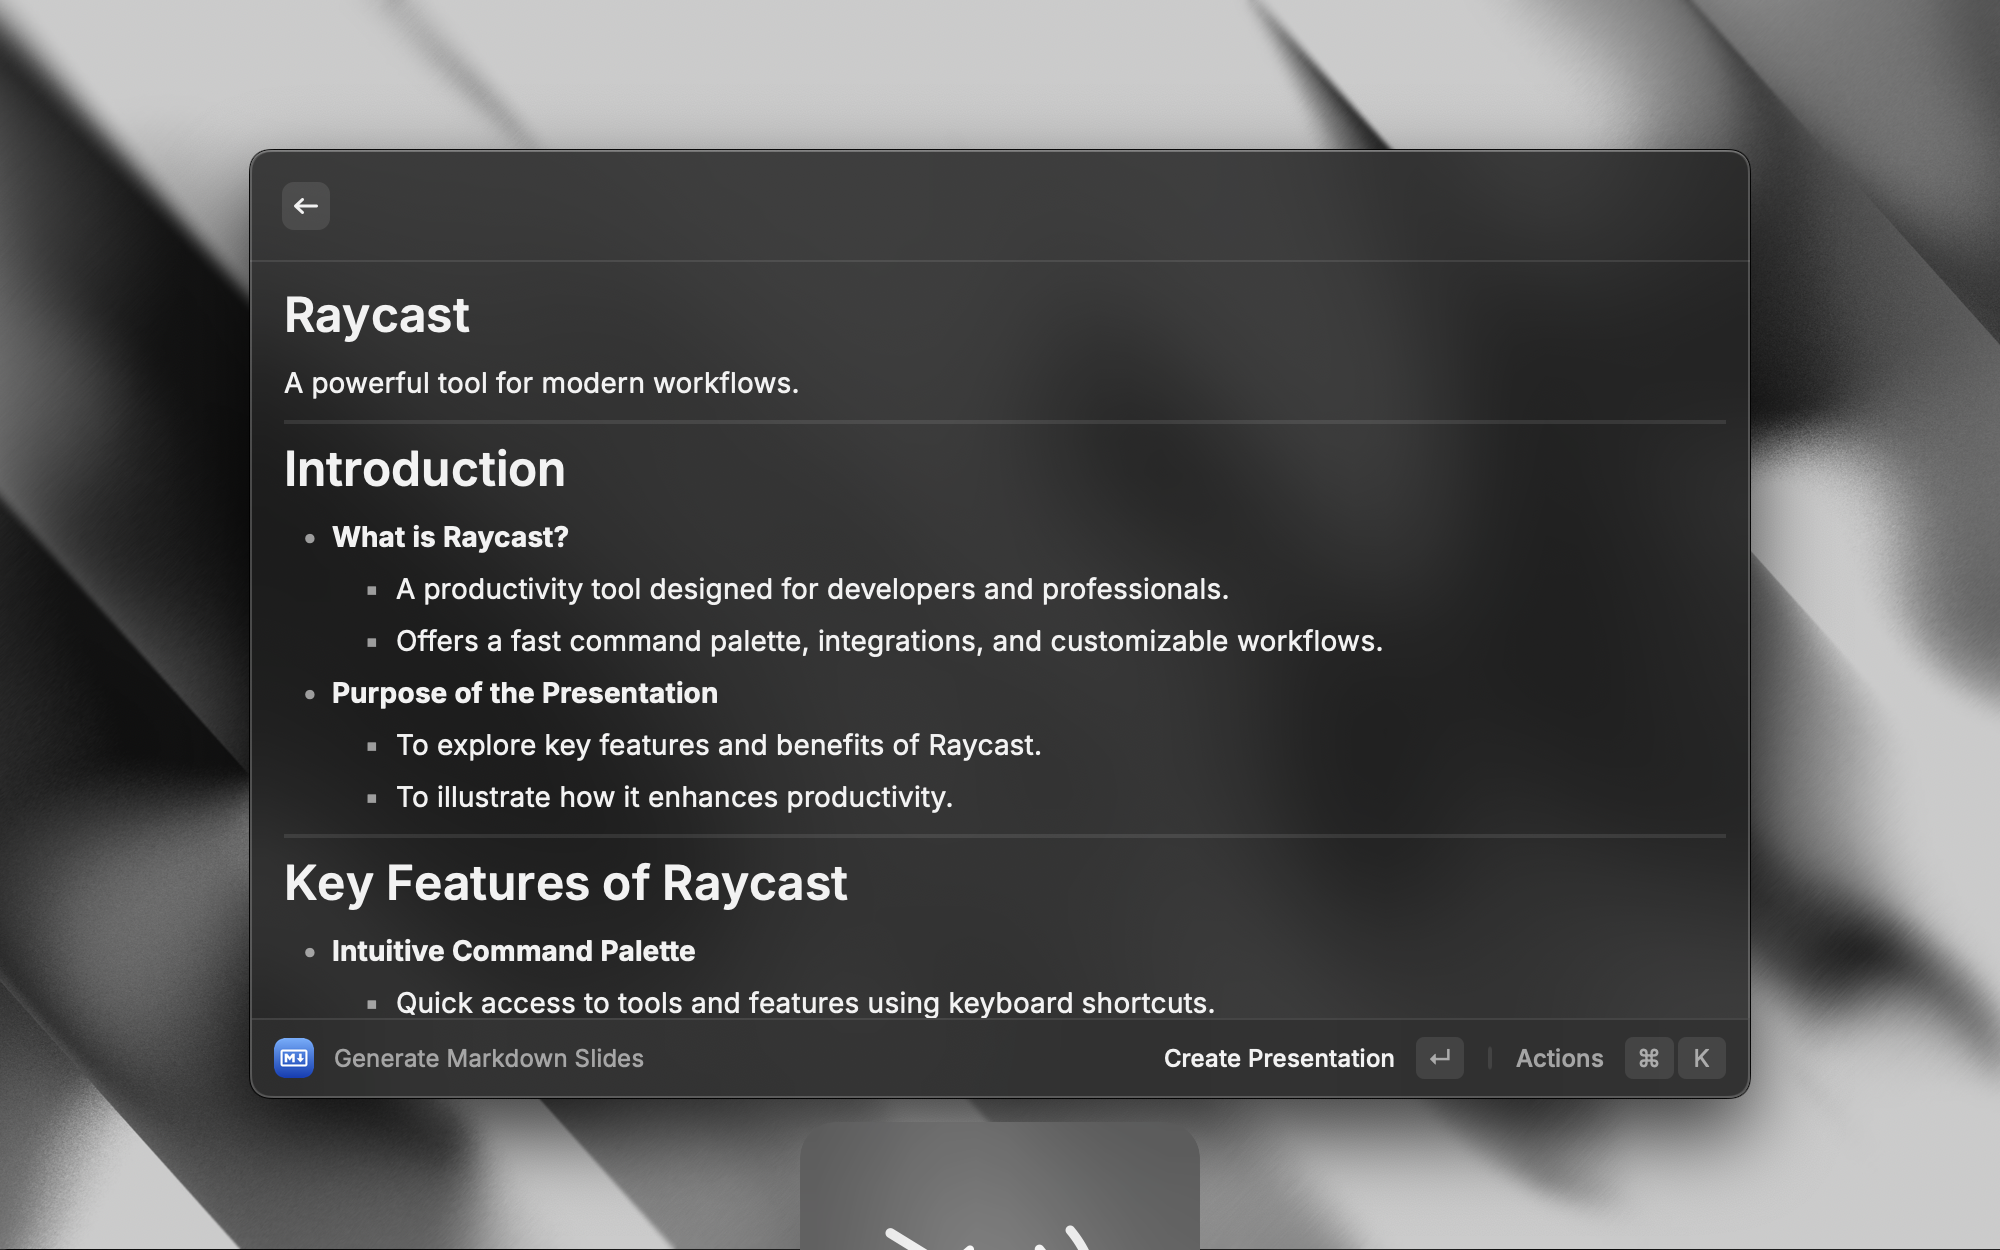 Raycast
A powerful tool for modern workflows.
Introduction
What is Raycast?
A productivity tool designed for developers and professionals.
Offers a fast command palette, integrations, and customizable workflows.
Purpose of the Presentation
To explore key features and benefits of Raycast.
To illustrate how it enhances productivity.
Key Features of Raycast
Intuitive Command Palette
Quick access to tools and features using keyboard shortcuts.
M Generate Markdown Slides Create Presentation ↵ Actions ⌘ K